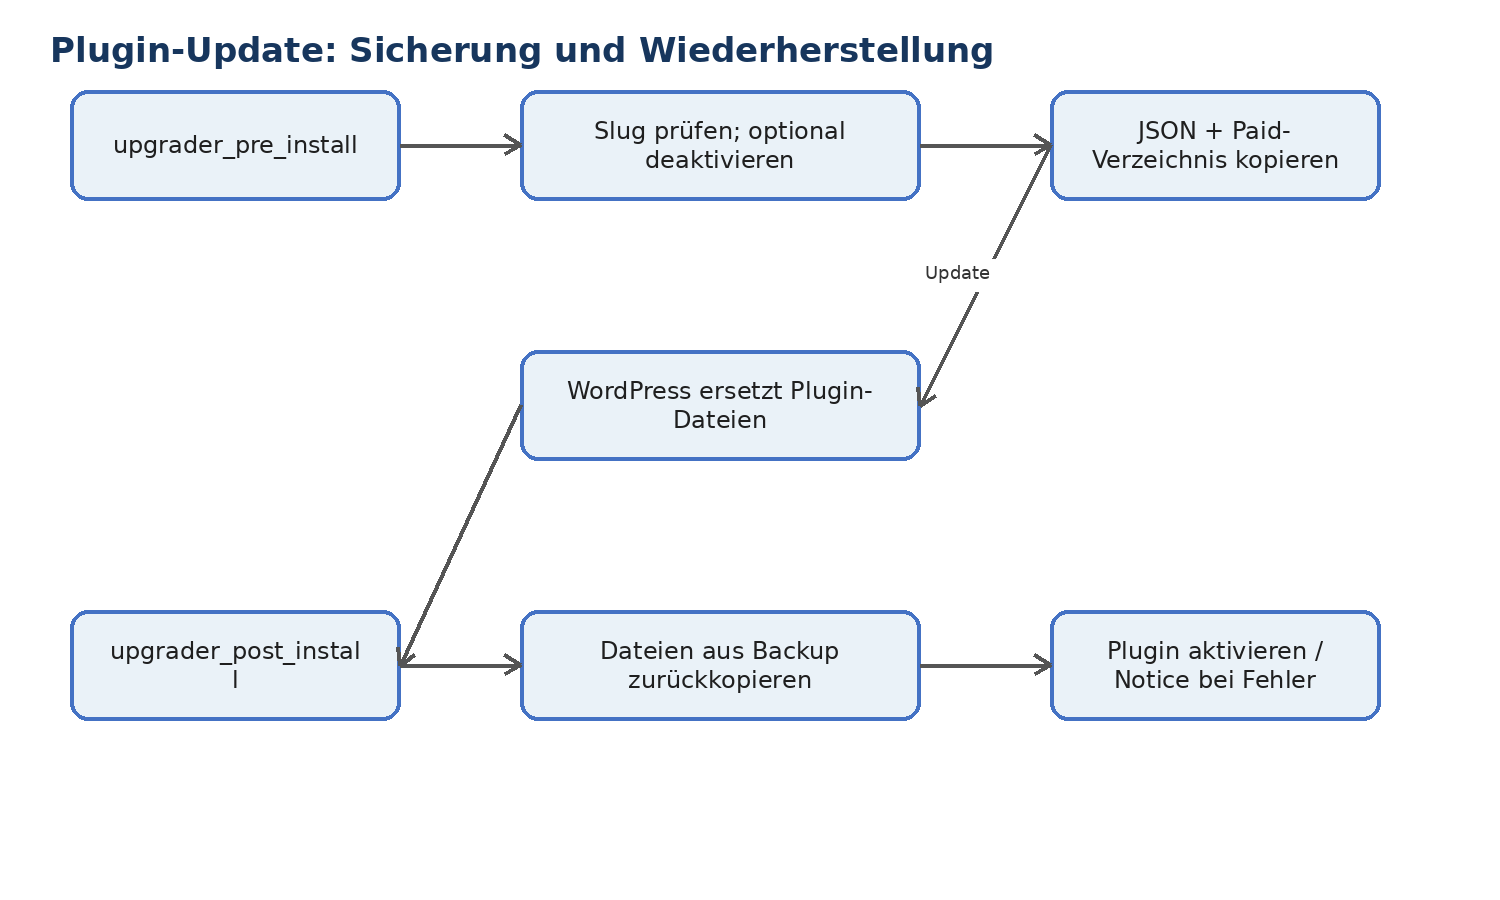 Plugin-Update: Sicherung und Wiederherstellung
upgrader_pre_install
Slug prüfen; optional
deaktivieren
JSON + Paid-
Verzeichnis kopieren
Update
WordPress ersetzt Plugin-
Dateien
upgrader_post_instal
l
Dateien aus Backup
zurückkopieren
Plugin aktivieren /
Notice bei Fehler